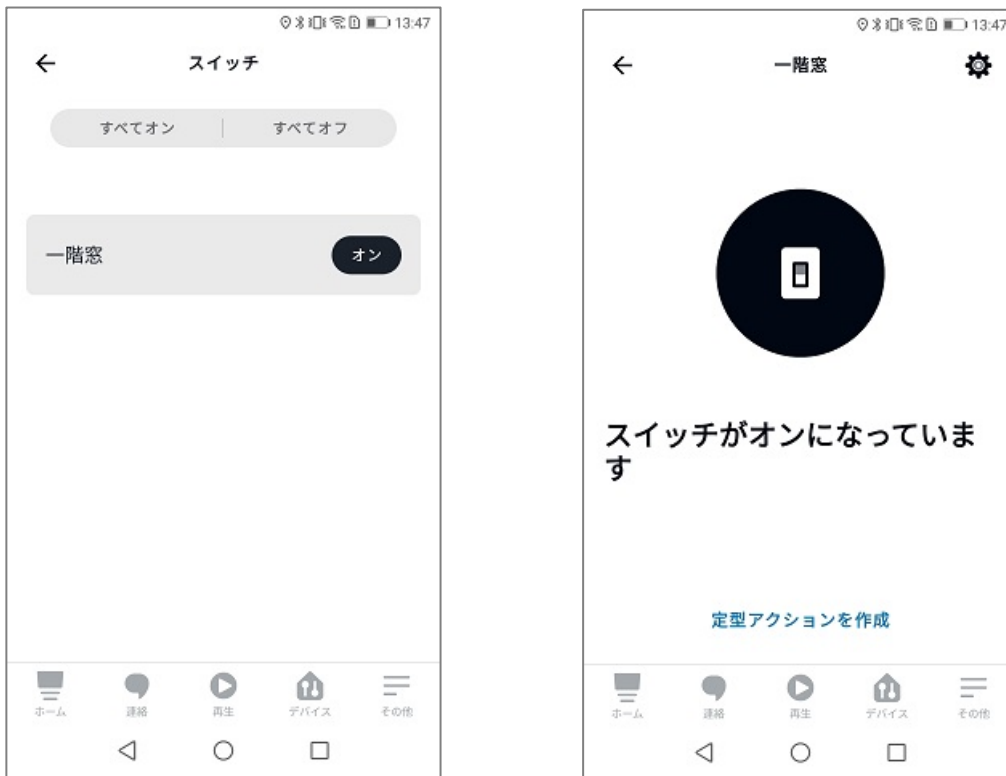 13:47
スイッチ
すべてオン
すべてオフ
一階窓
オン
ホーム
連絡
再生
デバイス
その他
13:47
一階窓
スイッチがオンになっていま
す
定型アクションを作成
ホーム
連絡
再生
デバイス
その他